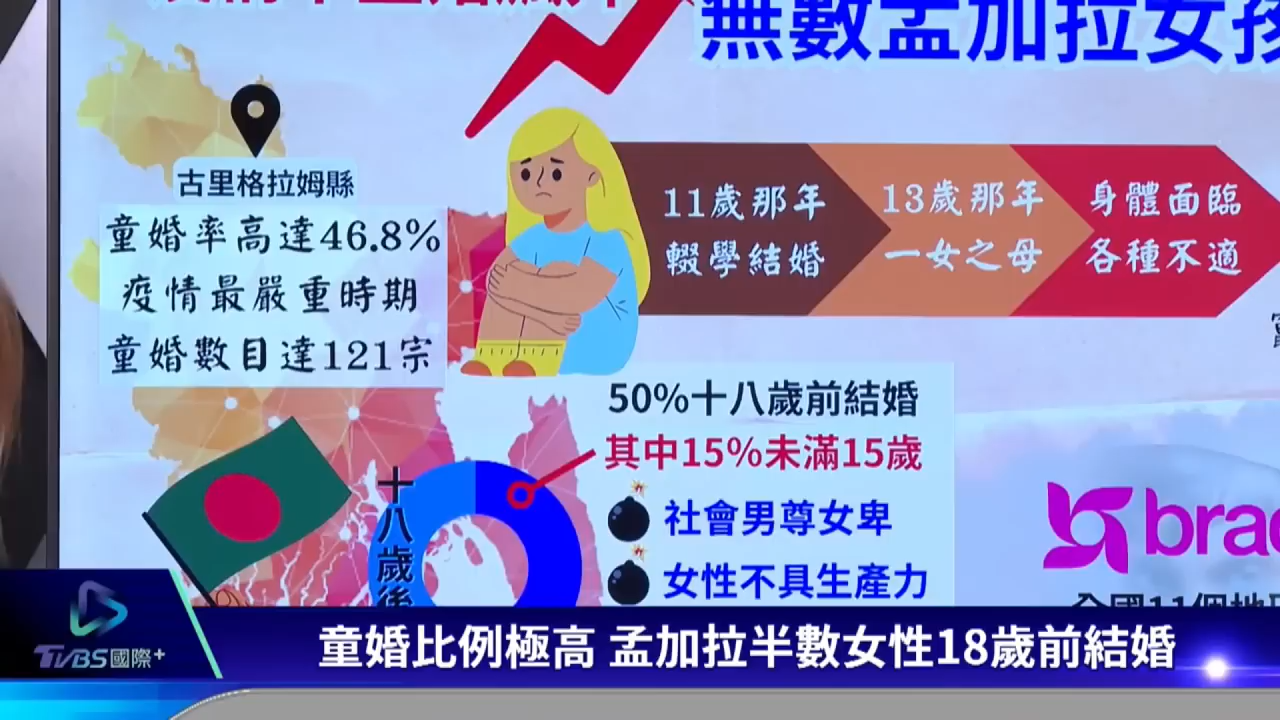 無數孟加拉女孩
古里格拉姆縣
童婚率高達46.8%
疫情最嚴重時期
童婚數目達121宗
11歲那年
輟學結婚
13歲那年
一女之母
身體面臨
各種不適
50%十八歲前結婚
其中15%未滿15歲
社會男尊女卑
女性不具生產力
十八歲後
brac
TVBS國際+
童婚比例極高 孟加拉半數女性18歲前結婚